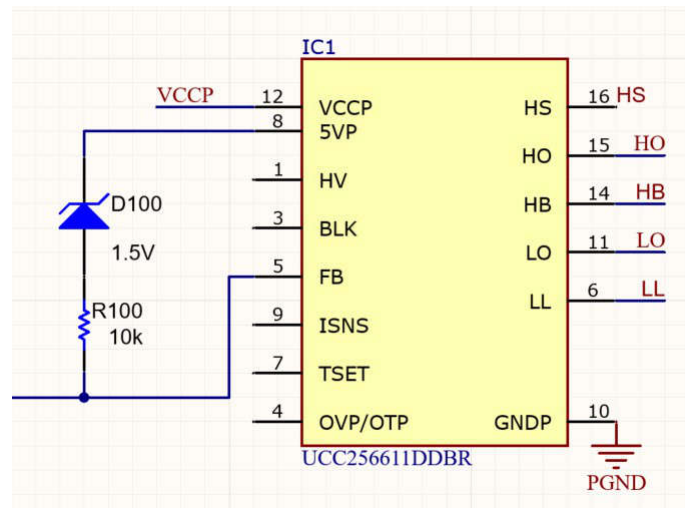 IC1
VCCP 12 VCCP HS 16 HS
8 5VP
HO 15 HO
1 HV
HB 14 HB
D100
3 BLK
1.5V
LO 11 LO
5 FB
LL 6 LL
R100
10k
9 ISNS
7 TSET
4 OVP/OTP GNDP 10
UCC256611DDBR
PGND